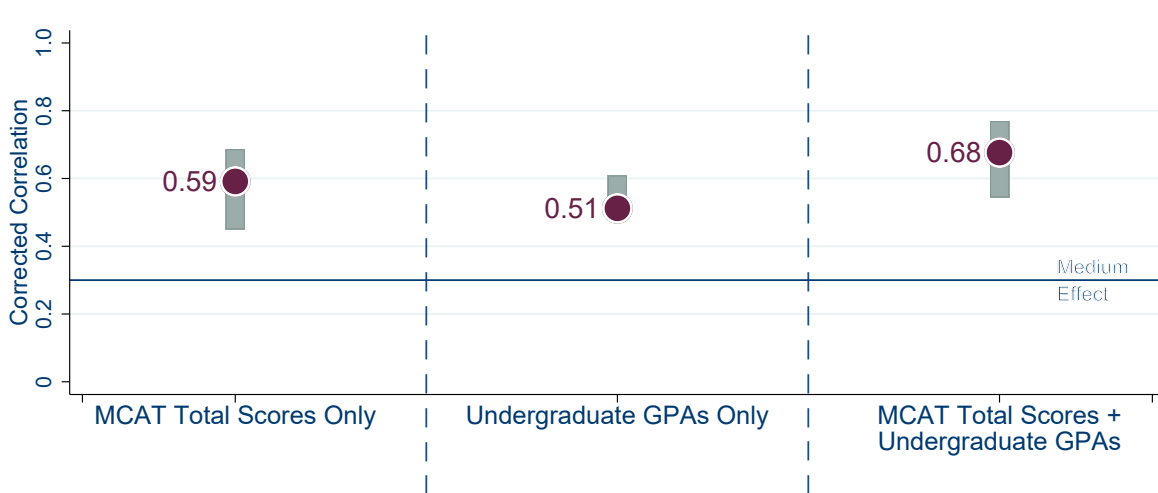 Corrected Correlation
1.0
0.8
0.6
0.4
0.2
0
0.59
0.51
0.68
Medium
Effect
MCAT Total Scores Only
Undergraduate GPAs Only
MCAT Total Scores +
Undergraduate GPAs